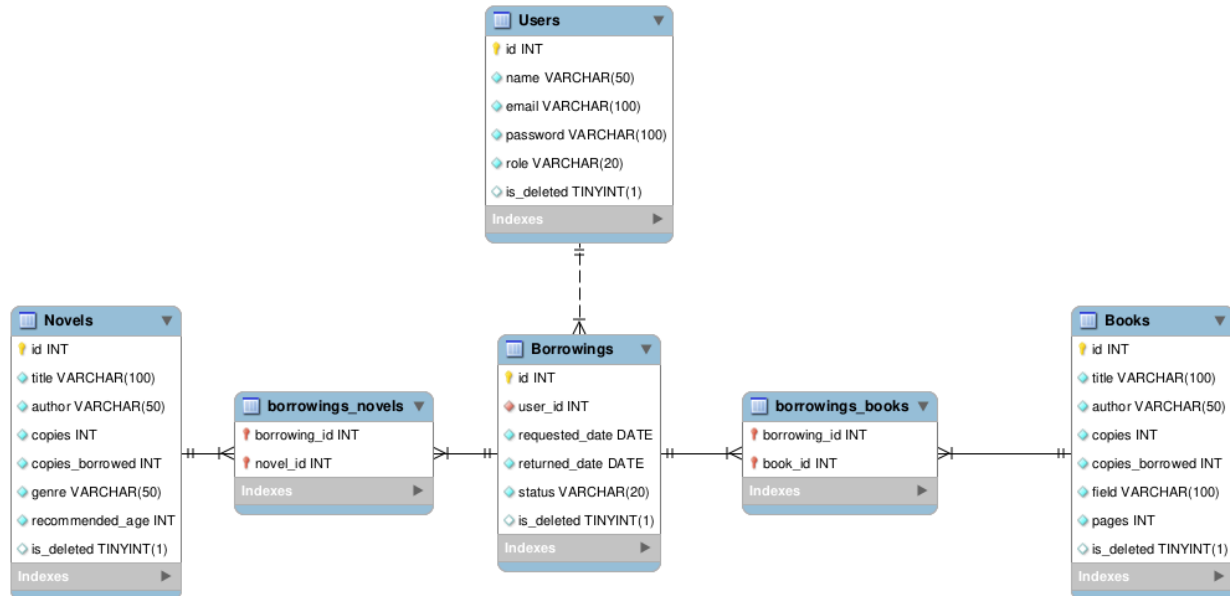 Users
id INT
name VARCHAR(50)
email VARCHAR(100)
password VARCHAR(100)
role VARCHAR(20)
is_deleted TINYINT(1)
Indexes
Novels
id INT
title VARCHAR(100)
author VARCHAR(50)
copies INT
copies_borrowed INT
genre VARCHAR(50)
recommended_age INT
is_deleted TINYINT(1)
Indexes
borrowings_novels
borrowing_id INT
novel_id INT
Indexes
Borrowings
id INT
user_id INT
requested_date DATE
returned_date DATE
status VARCHAR(20)
is_deleted TINYINT(1)
Indexes
borrowings_books
borrowing_id INT
book_id INT
Indexes
Books
id INT
title VARCHAR(100)
author VARCHAR(50)
copies INT
copies_borrowed INT
field VARCHAR(100)
pages INT
is_deleted TINYINT(1)
Indexes